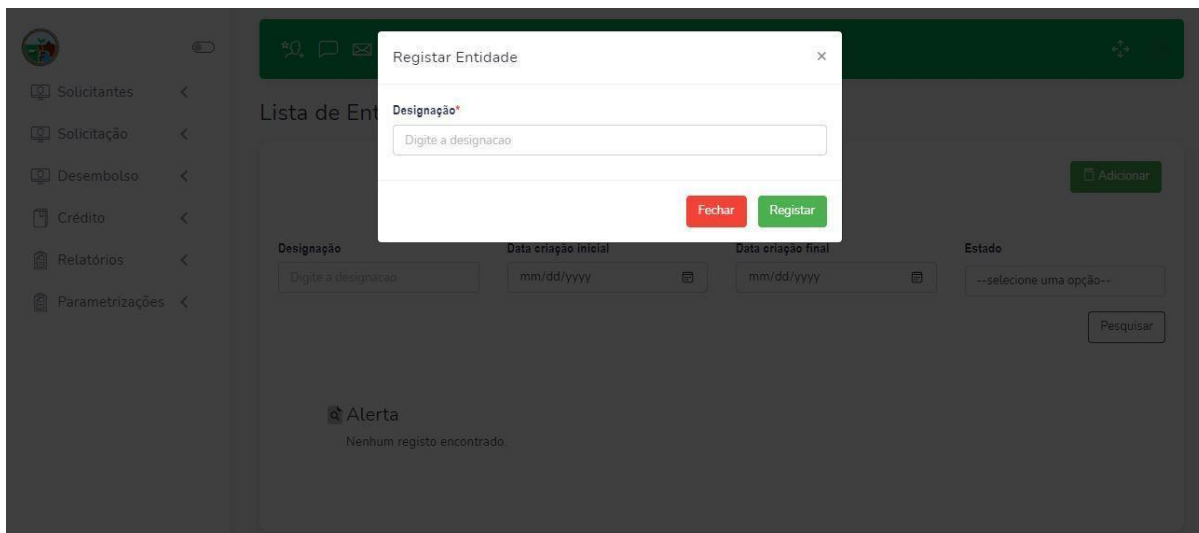 Registar Entidade
×
Designação*
Digite a designacao
Fechar
Registar
Solicitantes
Solicitação
Desembolso
Crédito
Relatórios
Parametrizações
Lista de Ent
Adicionar
Designação
Data criação inicial
Data criação final
Estado
Digite a designacao
mm/dd/yyyy
mm/dd/yyyy
--selecione uma opção--
Pesquisar
Alerta
Nenhum registo encontrado.